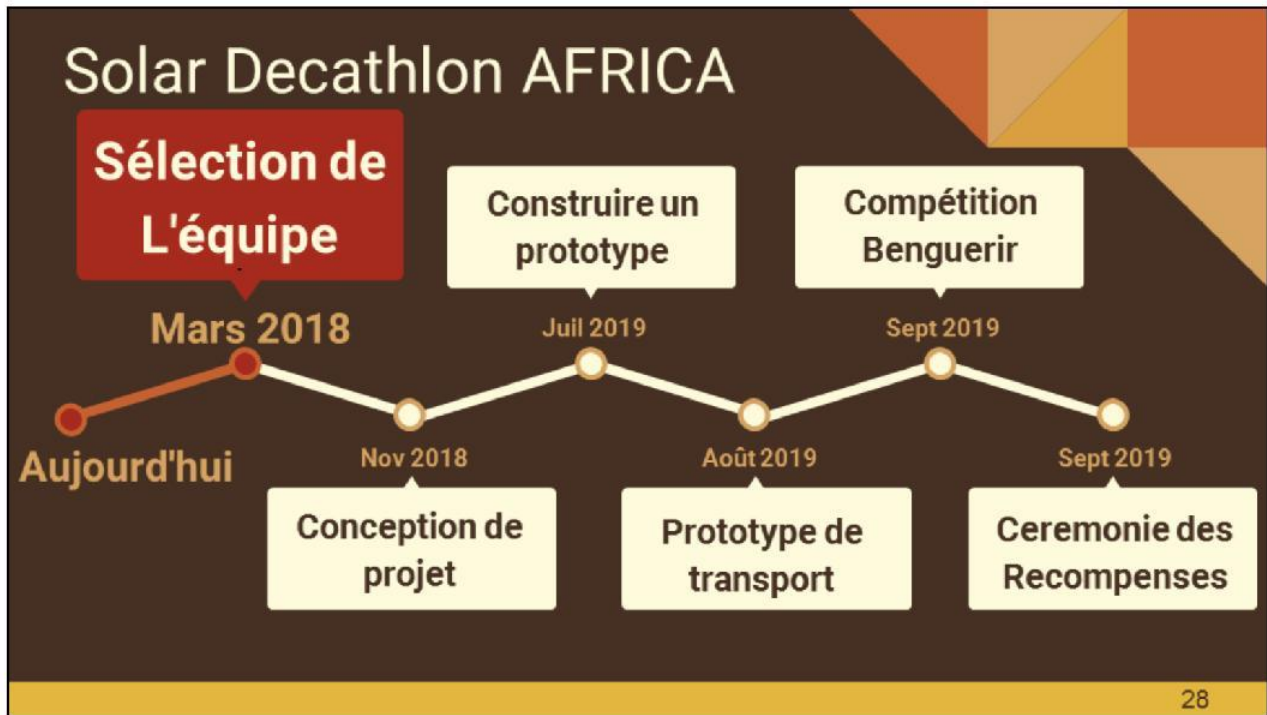 Solar Decathlon AFRICA
Sélection de
L'équipe
Mars 2018
Aujourd'hui
Nov 2018
Conception de
projet
Construire un
prototype
Juil 2019
Août 2019
Prototype de
transport
Compétition
Benguerir
Sept 2019
Sept 2019
Ceremonie des
Recompenses
28